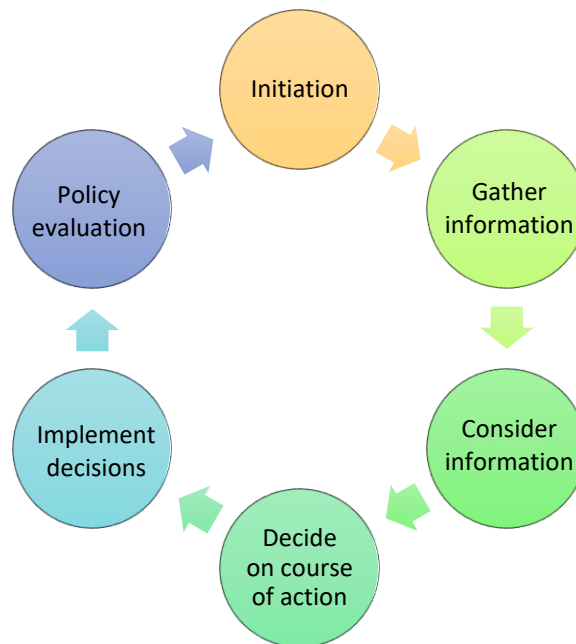 Initiation
Gather
information
Consider
information
Decide
on course
of action
Implement
decisions
Policy
evaluation